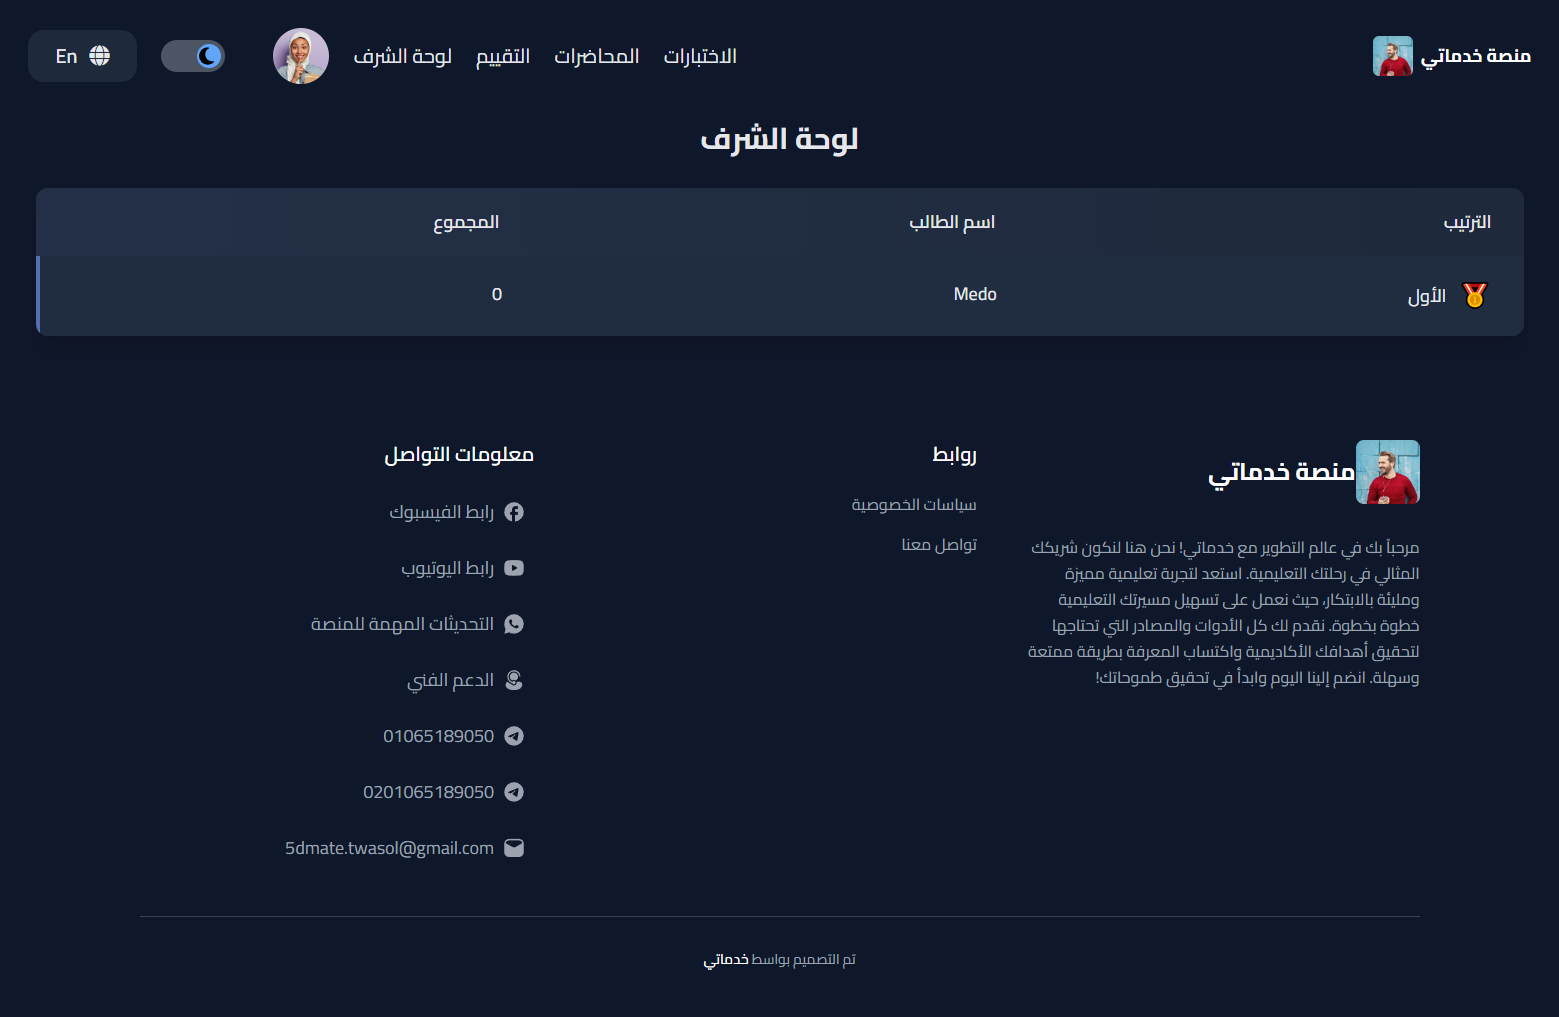 منصة خدماتي
الاختبارات
المحاضرات
التقييم
لوحة الشرف
En
لوحة الشرف
الترتيب
اسم الطالب
المجموع
الأول
Medo
0
منصة خدماتي
مرحباً بك في عالم التطوير مع خدماتي! نحن هنا لنكون شريكك
المثالي في رحلتك التعليمية. استعد لتجربة تعليمية مميزة
ومليئة بالابتكار، حيث نعمل على تسهيل مسيرتك التعليمية
خطوة بخطوة. نقدم لك كل الأدوات والمصادر التي تحتاجها
لتحقيق أهدافك الأكاديمية واكتساب المعرفة بطريقة ممتعة
وسهلة. انضم إلينا اليوم وابدأ في تحقيق طموحاتك!
روابط
سياسات الخصوصية
تواصل معنا
معلومات التواصل
رابط الفيسبوك
رابط اليوتيوب
التحديثات المهمة للمنصة
الدعم الفني
01065189050
0201065189050
5dmate.twasol@gmail.com
تم التصميم بواسط خدماتي